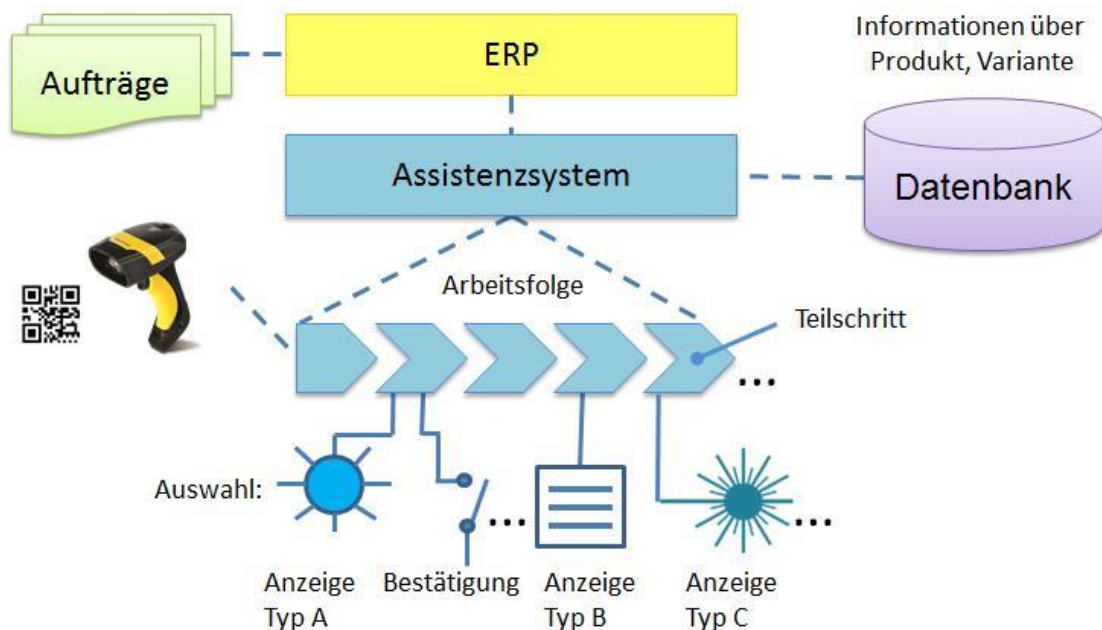 Aufträge
ERP
Informationen über
Produkt, Variante
Assistenzsystem
Datenbank
Arbeitsfolge
Teilschritt
...
Auswahl:
...
...
Anzeige
Typ A
Bestätigung
Anzeige
Typ B
Anzeige
Typ C